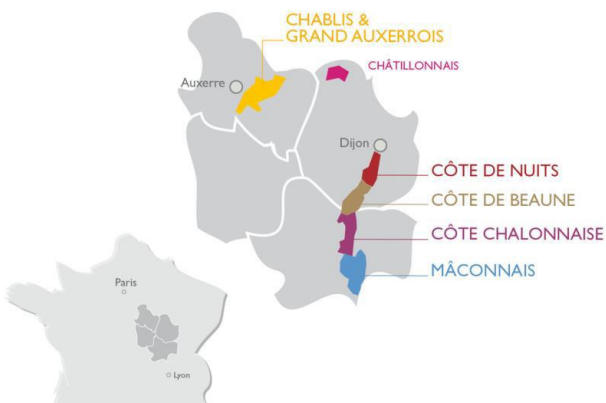 CHABLIS &
GRAND AUXERROIS
CHÂTILLONNAIS
Auxerre
Dijon
CÔTE DE NUITS
CÔTE DE BEAUNE
CÔTE CHALONNAISE
MÂCONNAIS
Paris
Lyon